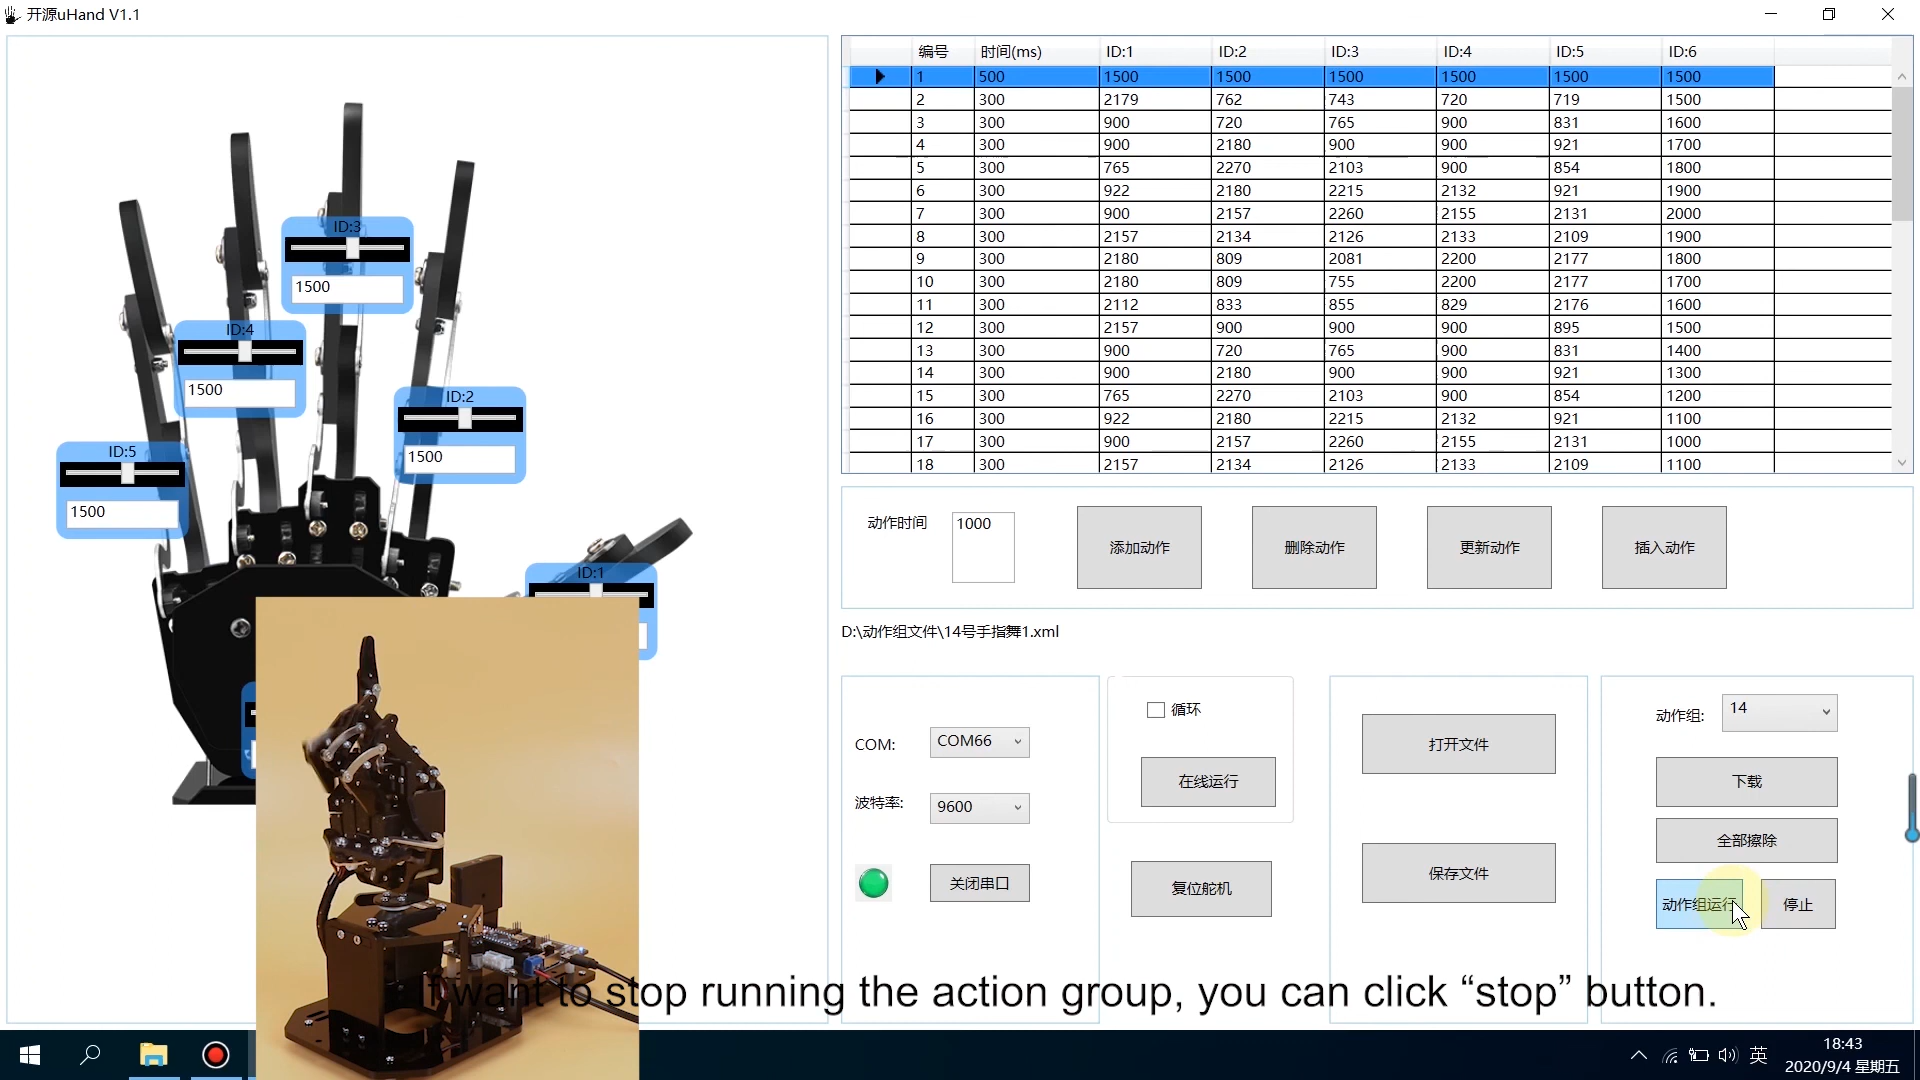 开源uHand V1.1
编号 时间(ms) ID:1 ID:2 ID:3 ID:4 ID:5 ID:6
1 500 1500 1500 1500 1500 1500 1500
2 300 2179 762 743 720 719 1500
3 300 900 720 765 900 831 1600
4 300 900 2180 900 900 921 1700
5 300 765 2270 2103 900 854 1800
6 300 922 2180 2215 2132 921 1900
7 300 900 2157 2260 2155 2131 2000
8 300 2157 2134 2126 2133 2109 1900
9 300 2180 809 2081 2200 2177 1800
10 300 2180 809 755 2200 2177 1700
11 300 2112 833 855 829 2176 1600
12 300 2157 900 900 900 895 1500
13 300 900 720 765 900 831 1400
14 300 900 2180 900 900 921 1300
15 300 765 2270 2103 900 854 1200
16 300 922 2180 2215 2132 921 1100
17 300 900 2157 2260 2155 2131 1000
18 300 2157 2134 2126 2133 2109 1100
ID:3
1500
ID:4
1500
ID:2
1500
ID:5
1500
ID:1
动作时间 1000 添加动作 删除动作 更新动作 插入动作
D:\动作组文件\14号手指舞1.xml
COM: COM66
波特率: 9600
关闭串口
循环
在线运行
复位舵机
打开文件
保存文件
动作组: 14
下载
全部擦除
动作组运行 停止
If want to stop running the action group, you can click “stop” button.
英
18:43
2020/9/4 星期五